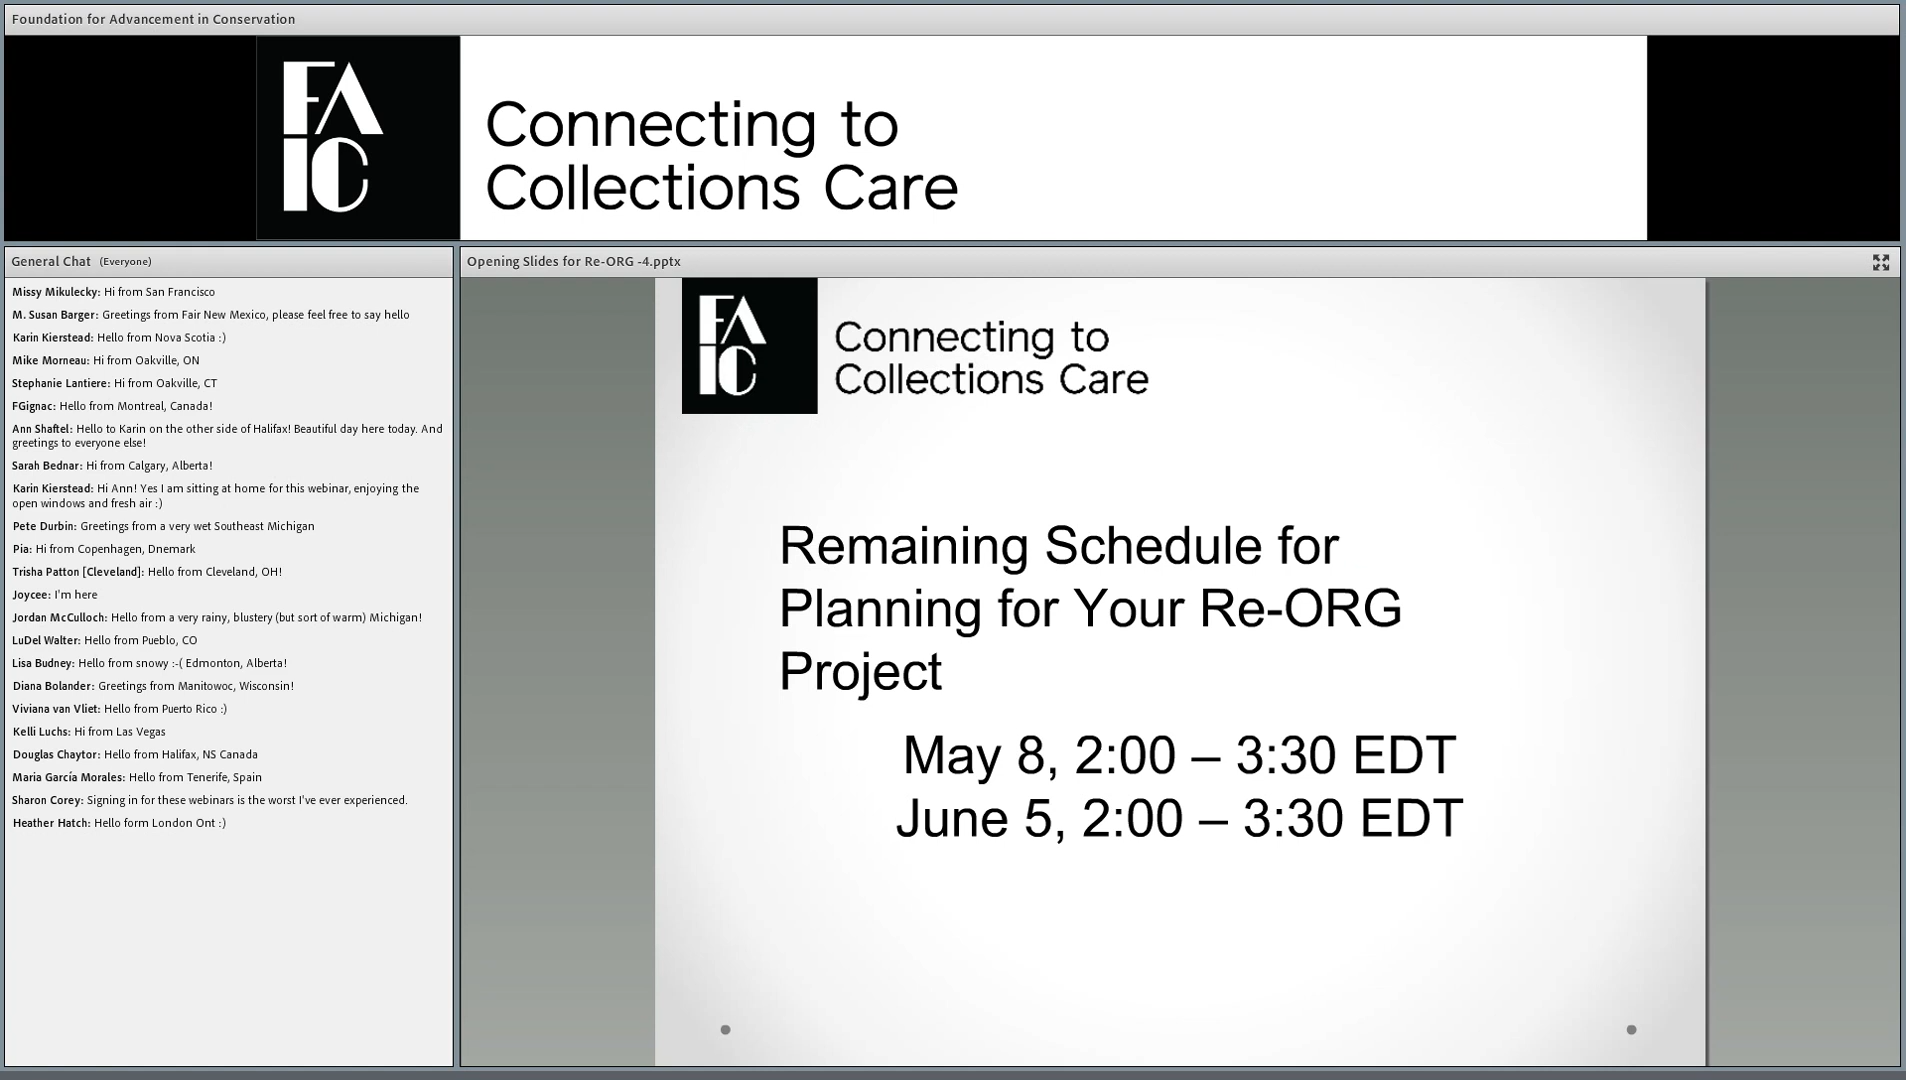 Foundation for Advancement in Conservation
FA
IC
Connecting to
Collections Care
General Chat (Everyone)
Missy Mikulecky: Hi from San Francisco
M. Susan Barger: Greetings from Fair New Mexico, please feel free to say hello
Karin Kierstead: Hello from Nova Scotia :)
Mike Morneau: Hi from Oakville, ON
Stephanie Lantiere: Hi from Oakville, CT
FGignac: Hello from Montreal, Canada!
Ann Shaftel: Hello to Karin on the other side of Halifax! Beautiful day here today. And
greetings to everyone else!
Sarah Bednar: Hi from Calgary, Alberta!
Karin Kierstead: Hi Ann! Yes I am sitting at home for this webinar, enjoying the
open windows and fresh air :)
Pete Durbin: Greetings from a very wet Southeast Michigan
Pia: Hi from Copenhagen, Dnemark
Trisha Patton [Cleveland]: Hello from Cleveland, OH!
Joycee: I'm here
Jordan McCulloch: Hello from a very rainy, blustery (but sort of warm) Michigan!
LuDel Walter: Hello from Pueblo, CO
Lisa Budney: Hello from snowy :-( Edmonton, Alberta!
Diana Bolander: Greetings from Manitowoc, Wisconsin!
Viviana van Vliet: Hello from Puerto Rico :)
Kelli Luchs: Hi from Las Vegas
Douglas Chaytor: Hello from Halifax, NS Canada
Maria García Morales: Hello from Tenerife, Spain
Sharon Corey: Signing in for these webinars is the worst I've ever experienced.
Heather Hatch: Hello form London Ont :)
Opening Slides for Re-ORG -4.pptx
FA
IC
Connecting to
Collections Care
Remaining Schedule for
Planning for Your Re-ORG
Project
May 8, 2:00 – 3:30 EDT
June 5, 2:00 – 3:30 EDT